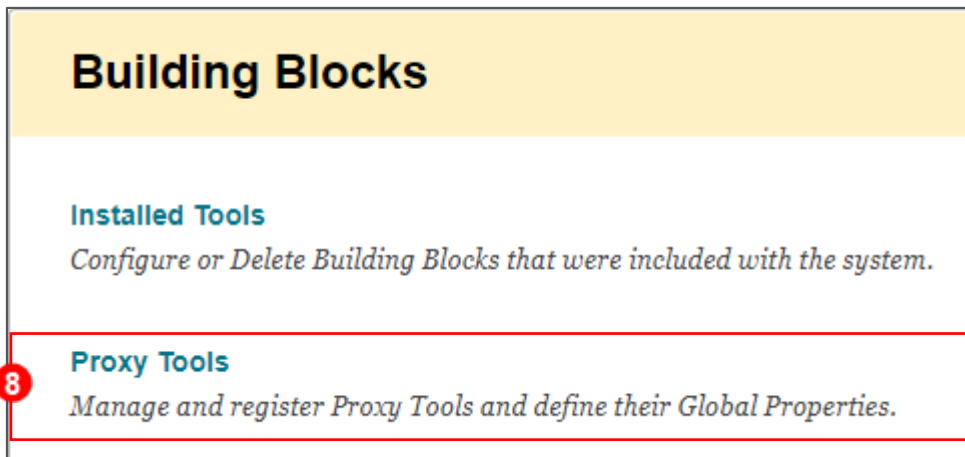 Building Blocks
Installed Tools
Configure or Delete Building Blocks that were included with the system.
Proxy Tools
8
Manage and register Proxy Tools and define their Global Properties.